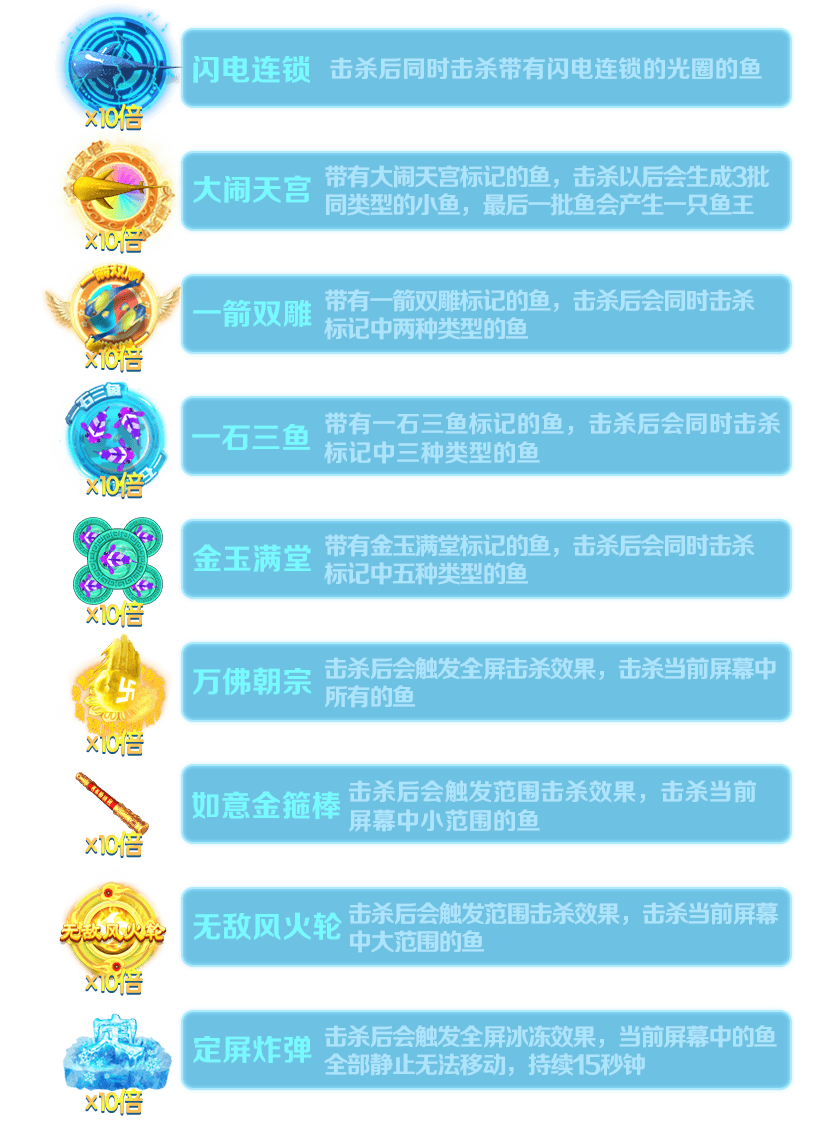 闪电连锁
击杀后同时击杀带有闪电连锁的光圈的鱼
×10倍
大闹天宫
带有大闹天宫标记的鱼，击杀以后会生成3批
同类型的小鱼，最后一批鱼会产生一只鱼王
×10倍
一箭双雕
一箭双雕
带有一箭双雕标记的鱼，击杀后会同时击杀
标记中两种类型的鱼
×10倍
一石三鱼
一石三鱼
带有一石三鱼标记的鱼，击杀后会同时击杀
标记中三种类型的鱼
×10倍
金玉满堂
带有金玉满堂标记的鱼，击杀后会同时击杀
标记中五种类型的鱼
×10倍
卐
万佛朝宗
击杀后会触发全屏击杀效果，击杀当前屏幕中
所有的鱼
×10倍
如意金箍棒
击杀后会触发范围击杀效果，击杀当前
屏幕中小范围的鱼
×10倍
无敌风火轮
无敌风火轮
击杀后会触发范围击杀效果，击杀当前屏幕
中大范围的鱼
×10倍
定
定屏炸弹
击杀后会触发全屏冰冻效果，当前屏幕中的鱼
全部静止无法移动，持续15秒钟
×10倍